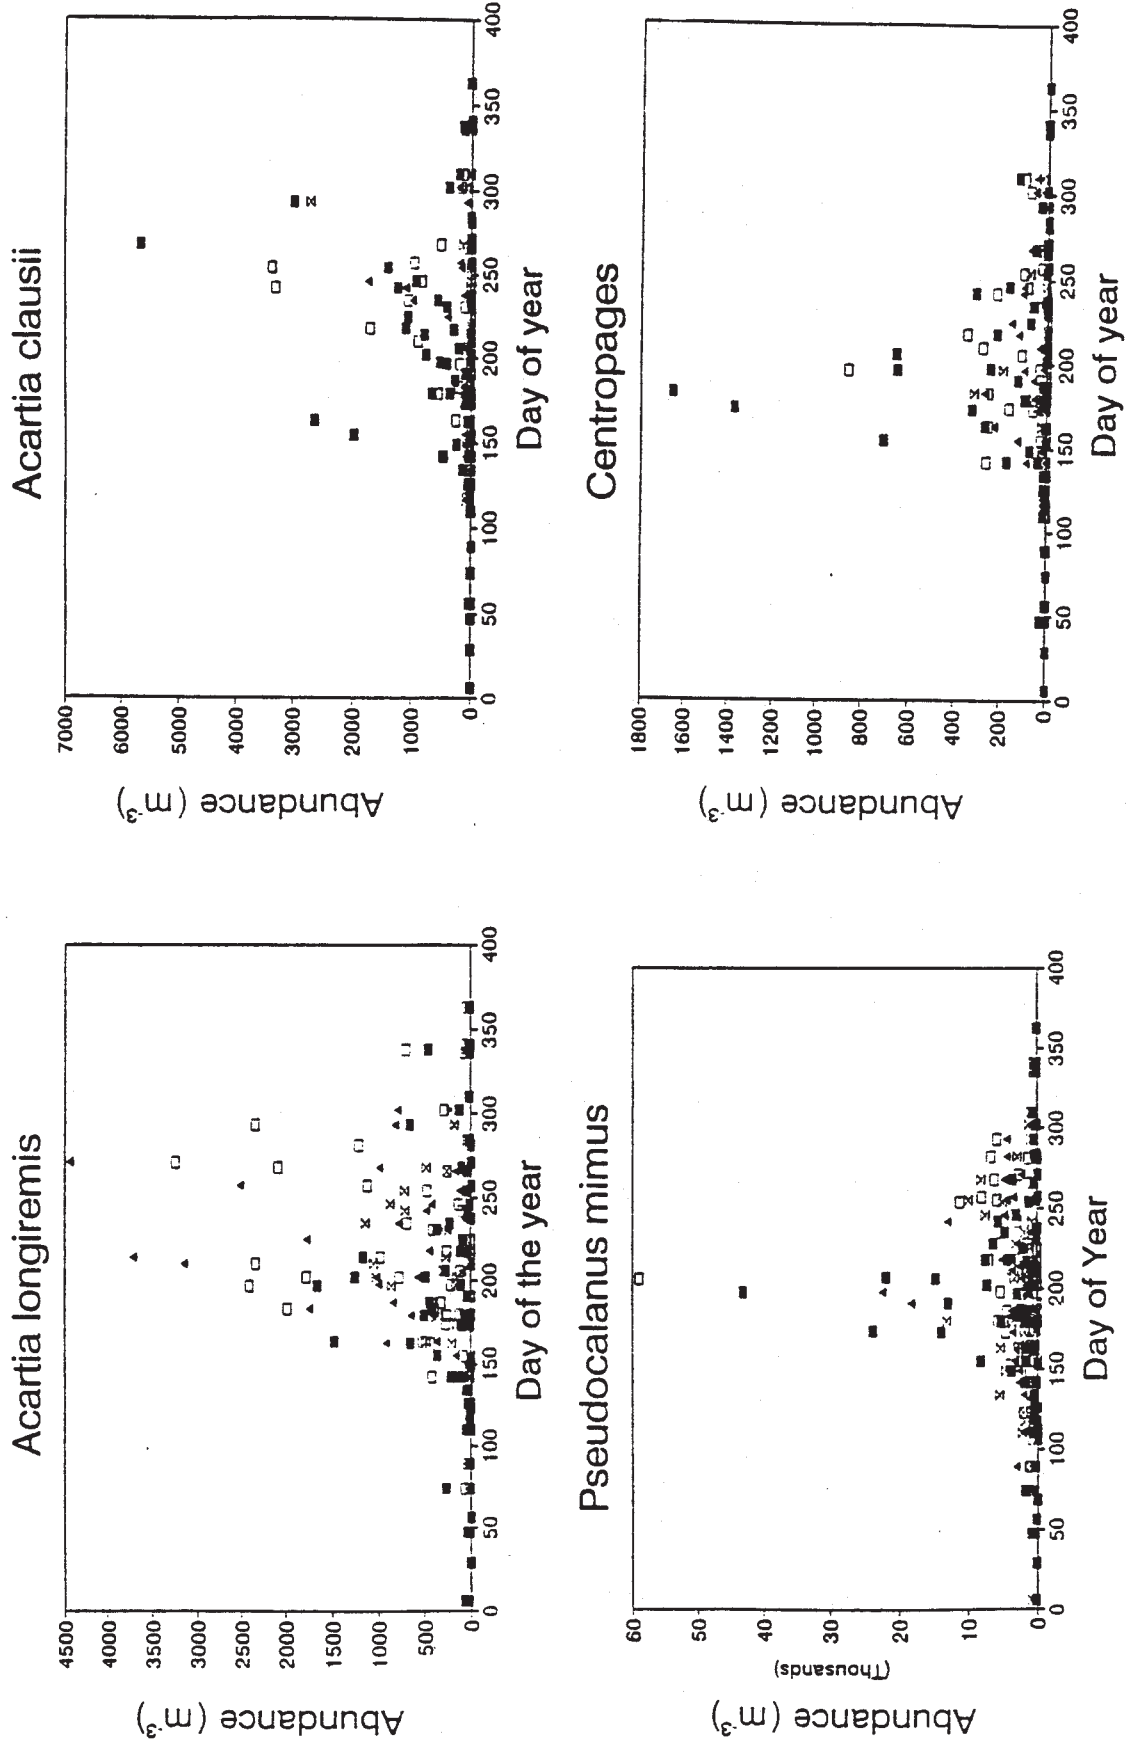 Acartia longiremis
Abundance (m-3)
4500
4000
3500
3000
2500
2000
1500
1000
500
0
0 50 100 150 200 250 300 350 400
Day of the year
Acartia clausii
Abundance (m-3)
7000
6000
5000
4000
3000
2000
1000
0
0 50 100 150 200 250 300 350 400
Day of year
Pseudocalanus mimus
Abundance (m-3)
(Thousands)
60
50
40
30
20
10
0
0 50 100 150 200 250 300 350 400
Day of Year
Centropages
Abundance (m-3)
1800
1600
1400
1200
1000
800
600
400
200
0
0 50 100 150 200 250 300 350 400
Day of year